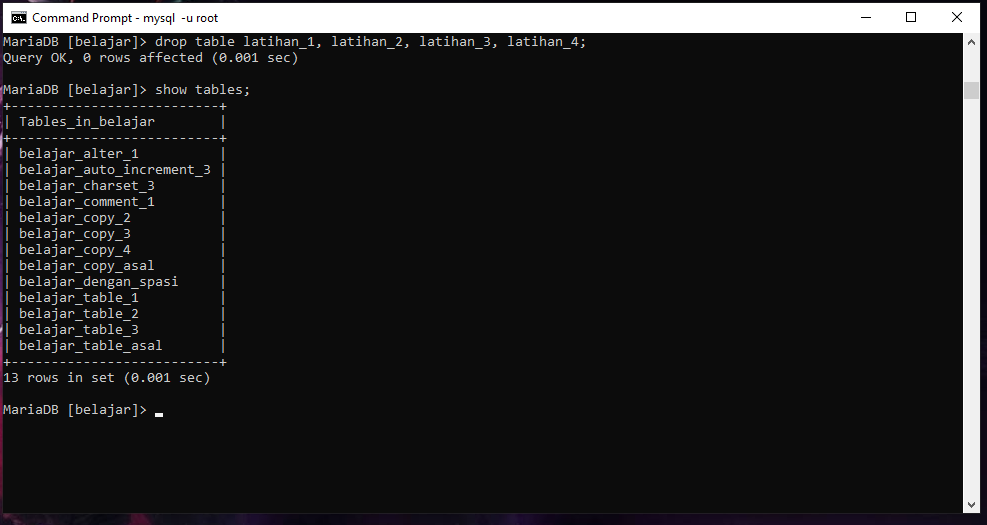 Command Prompt - mysql  -u root
MariaDB [belajar]> drop table latihan_1, latihan_2, latihan_3, latihan_4;
Query OK, 0 rows affected (0.001 sec)
MariaDB [belajar]> show tables;
+--------------------------+
| Tables_in_belajar        |
+--------------------------+
| belajar_alter_1          |
| belajar_auto_increment_3 |
| belajar_charset_3        |
| belajar_comment_1        |
| belajar_copy_2           |
| belajar_copy_3           |
| belajar_copy_4           |
| belajar_copy_asal        |
| belajar_dengan_spasi     |
| belajar_table_1          |
| belajar_table_2          |
| belajar_table_3          |
| belajar_table_asal       |
+--------------------------+
13 rows in set (0.001 sec)
MariaDB [belajar]>